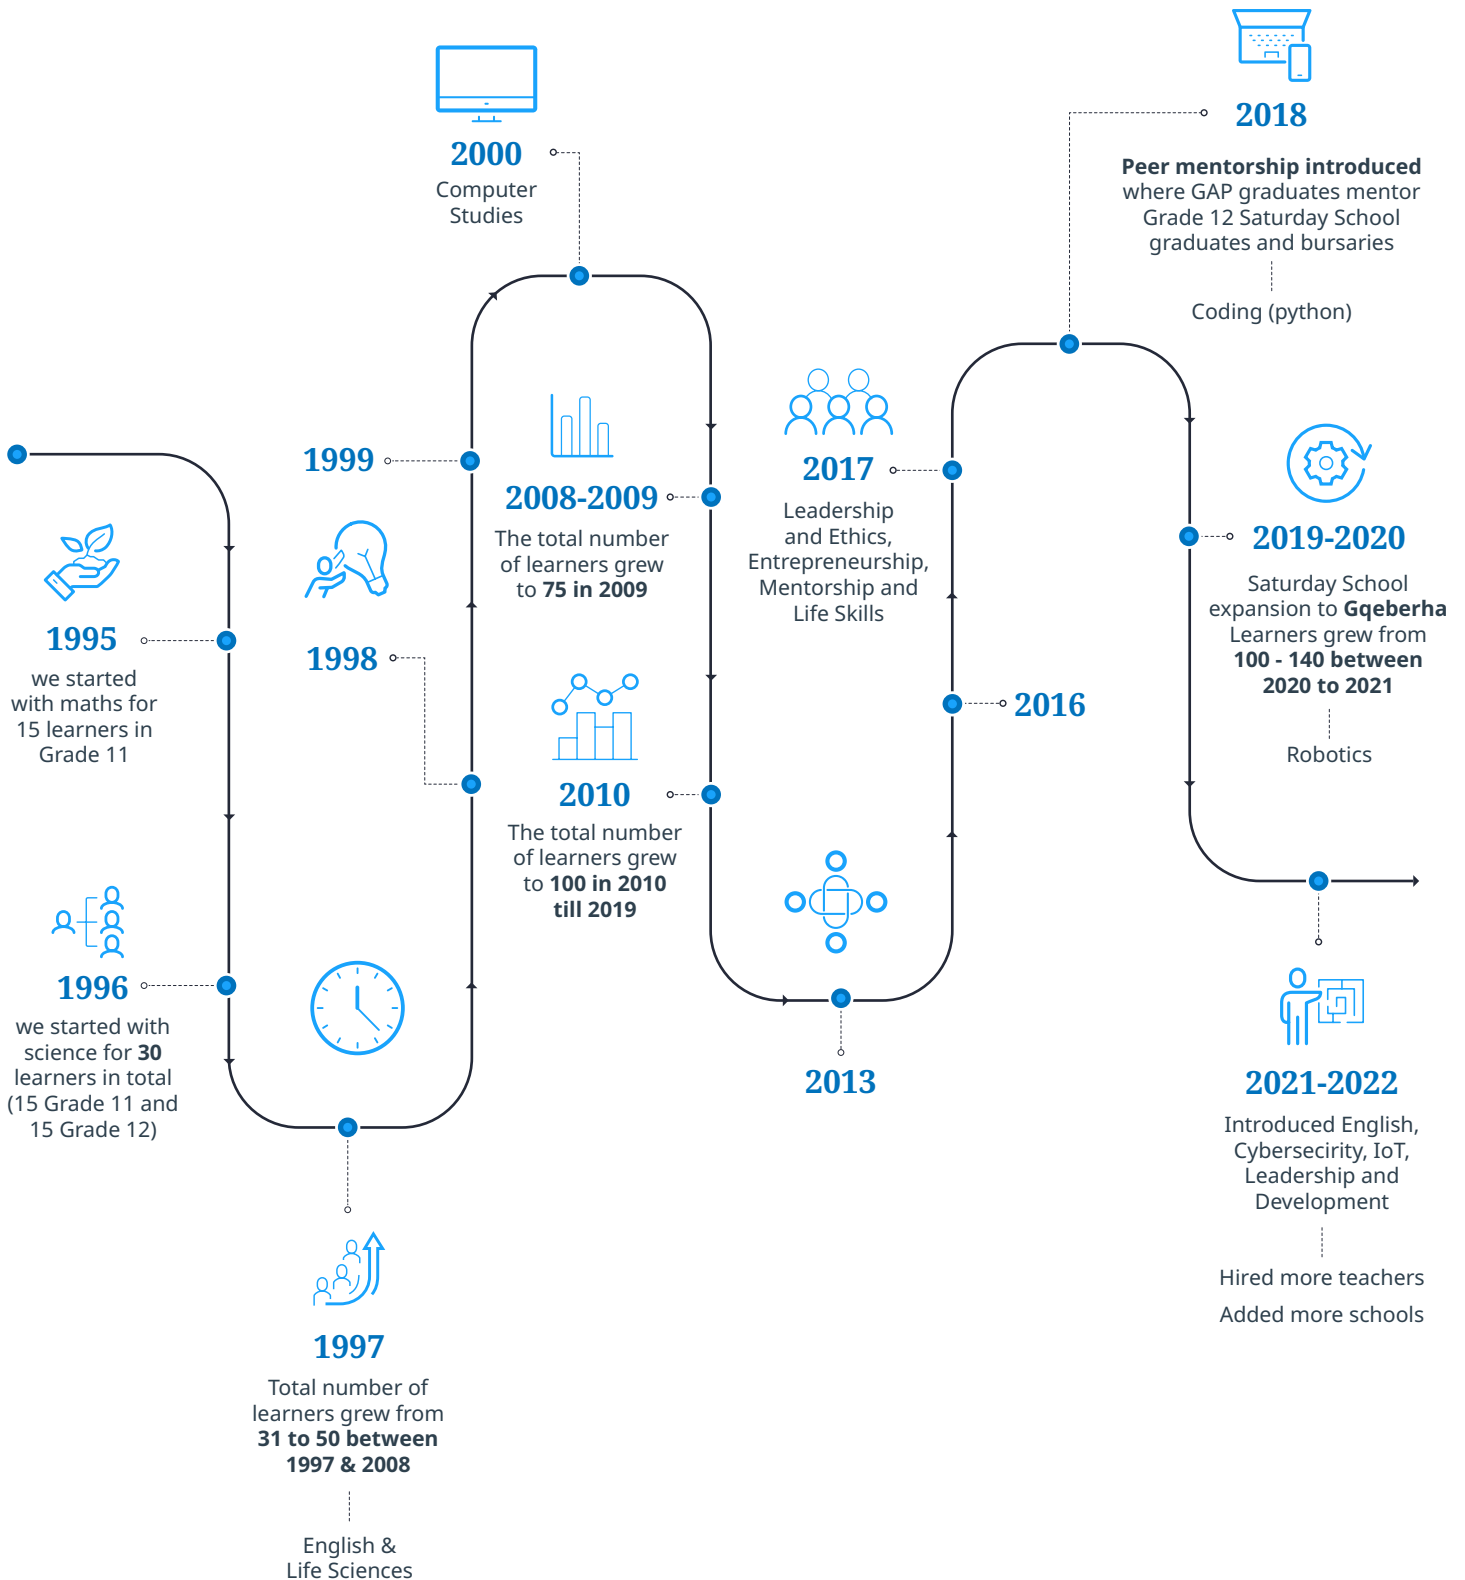 1995
we started
with maths for
15 learners in
Grade 11
1996
we started with
science for 30
learners in total
(15 Grade 11 and
15 Grade 12)
1997
Total number of
learners grew from
31 to 50 between
1997 & 2008
English &
Life Sciences
1998
1999
2000
Computer
Studies
2008-2009
The total number
of learners grew
to 75 in 2009
2010
The total number
of learners grew
to 100 in 2010
till 2019
2013
2016
2017
Leadership
and Ethics,
Entrepreneurship,
Mentorship and
Life Skills
2018
Peer mentorship introduced
where GAP graduates mentor
Grade 12 Saturday School
graduates and bursaries
Coding (python)
2019-2020
Saturday School
expansion to Gqeberha
Learners grew from
100 - 140 between
2020 to 2021
Robotics
2021-2022
Introduced English,
Cybersecirity, IoT,
Leadership and
Development
Hired more teachers
Added more schools